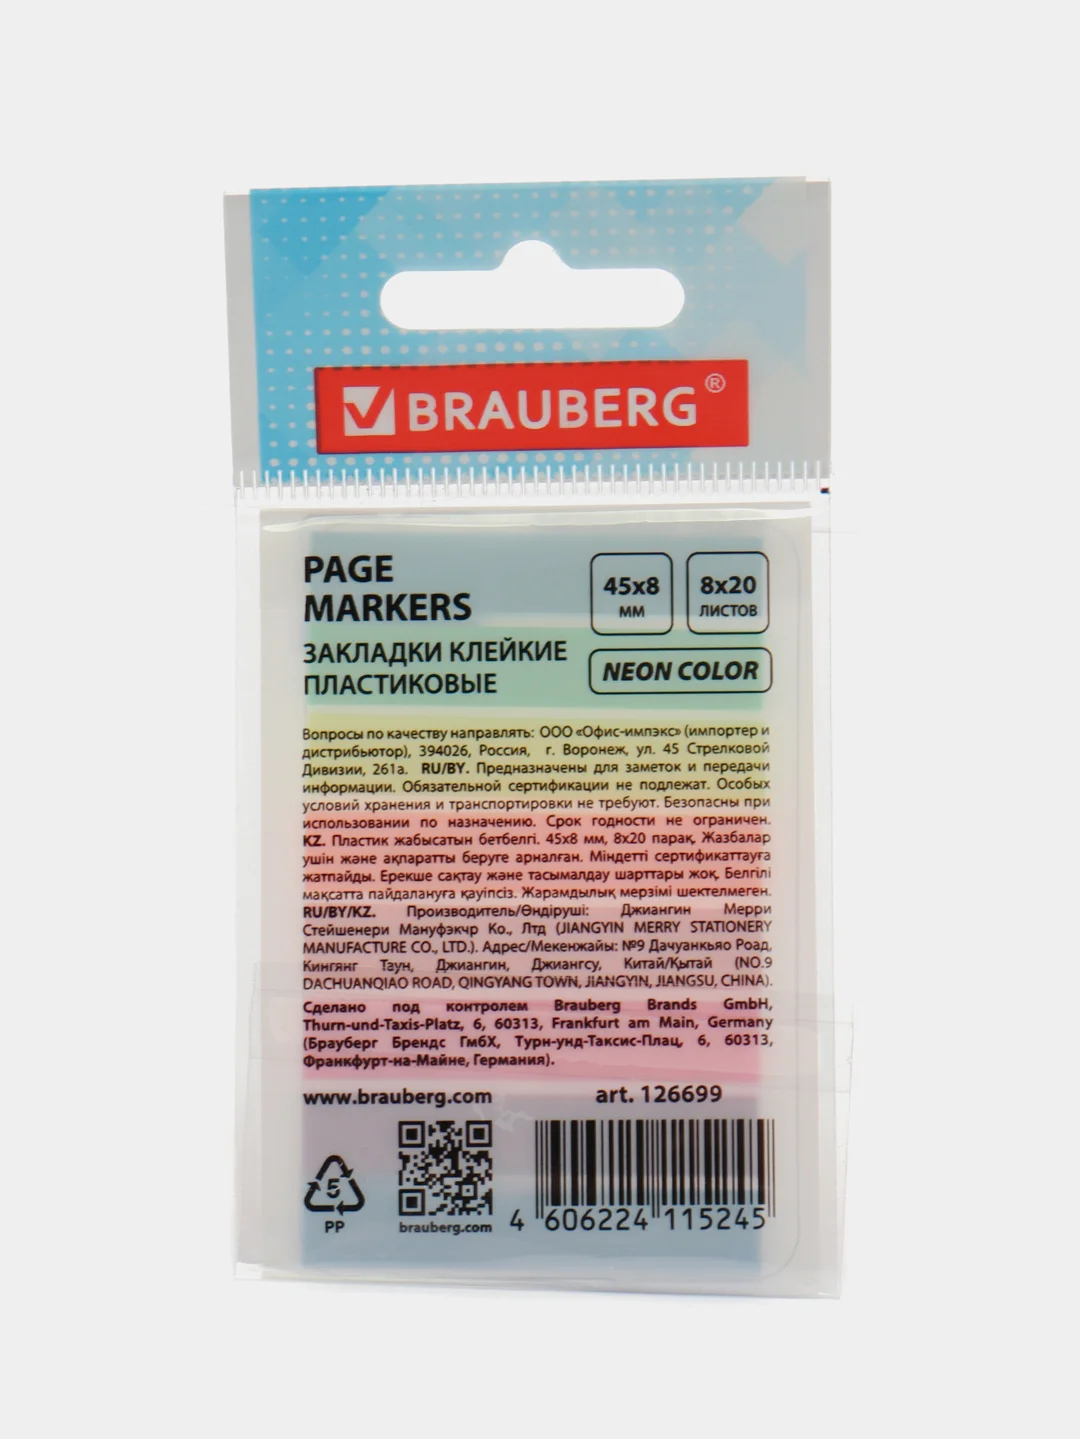 BRAUBERG®
PAGE
MARKERS
45x8
ММ
8x20
ЛИСТОВ
ЗАКЛАДКИ КЛЕЙКИЕ
ПЛАСТИКОВЫЕ
NEON COLOR
Вопросы по качеству направлять: ООО «Офис-импэкс» (импортер и
дистрибьютор), 394026, Россия, г. Воронеж, ул. 45 Стрелковой
Дивизии, 261а. RU/BY. Предназначены для заметок и передачи
информации. Обязательной сертификации не подлежат. Особых
условий хранения и транспортировки не требуют. Безопасны при
использовании по назначению. Срок годности не ограничен.
KZ. Пластик жабысатын бетбелгі. 45x8 мм, 8x20 парақ. Жазбалар
үшін және ақпаратты беруге арналған. Міндетті сертификаттауға
жатпайды. Ерекше сақтау және тасымалдау шарттары жоқ. Белгілі
мақсатта пайдалануға қауіпсіз. Жарамдылық мерзімі шектелмеген.
RU/BY/KZ. Производитель/Өндіруші: Джиангин Мерри
Стейшенери Мануфэкчр Ко., Лтд (JIANGYIN MERRY STATIONERY
MANUFACTURE CO., LTD.). Адрес/Мекенжайы: №9 Дачуанкьяо Роад,
Кингянг Таун, Джиангин, Джиангсу, Китай/Қытай (NO.9
DACHUANQIAO ROAD, QINGYANG TOWN, JIANGYIN, JIANGSU, CHINA).
Сделано под контролем Brauberg Brands GmbH,
Thurn-und-Taxis-Platz, 6, 60313, Frankfurt am Main, Germany
(Брауберг Брендс ГмбХ, Турн-унд-Таксис-Плац, 6, 60313,
Франкфурт-на-Майне, Германия).
www.brauberg.com
art. 126699
5
PP
brauberg.com
4 606224 115245